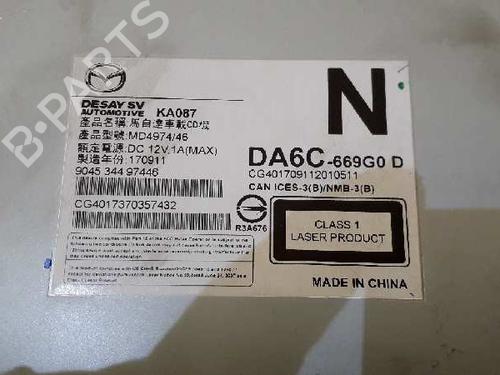 DESAY SV
AUTOMOTIVE KA087
產品名稱:馬自達車載CD機
產品型號:MD4974/46
額定電源:DC 12V,1A(MAX)
製造年份:170911
9045 344 97446
CG4017370357432
N
DA6C-669G0 D
CG401709112010511
CAN ICES-3(B)/NMB-3(B)
R3A676
CLASS 1
LASER PRODUCT
MADE IN CHINA
B-PARTS